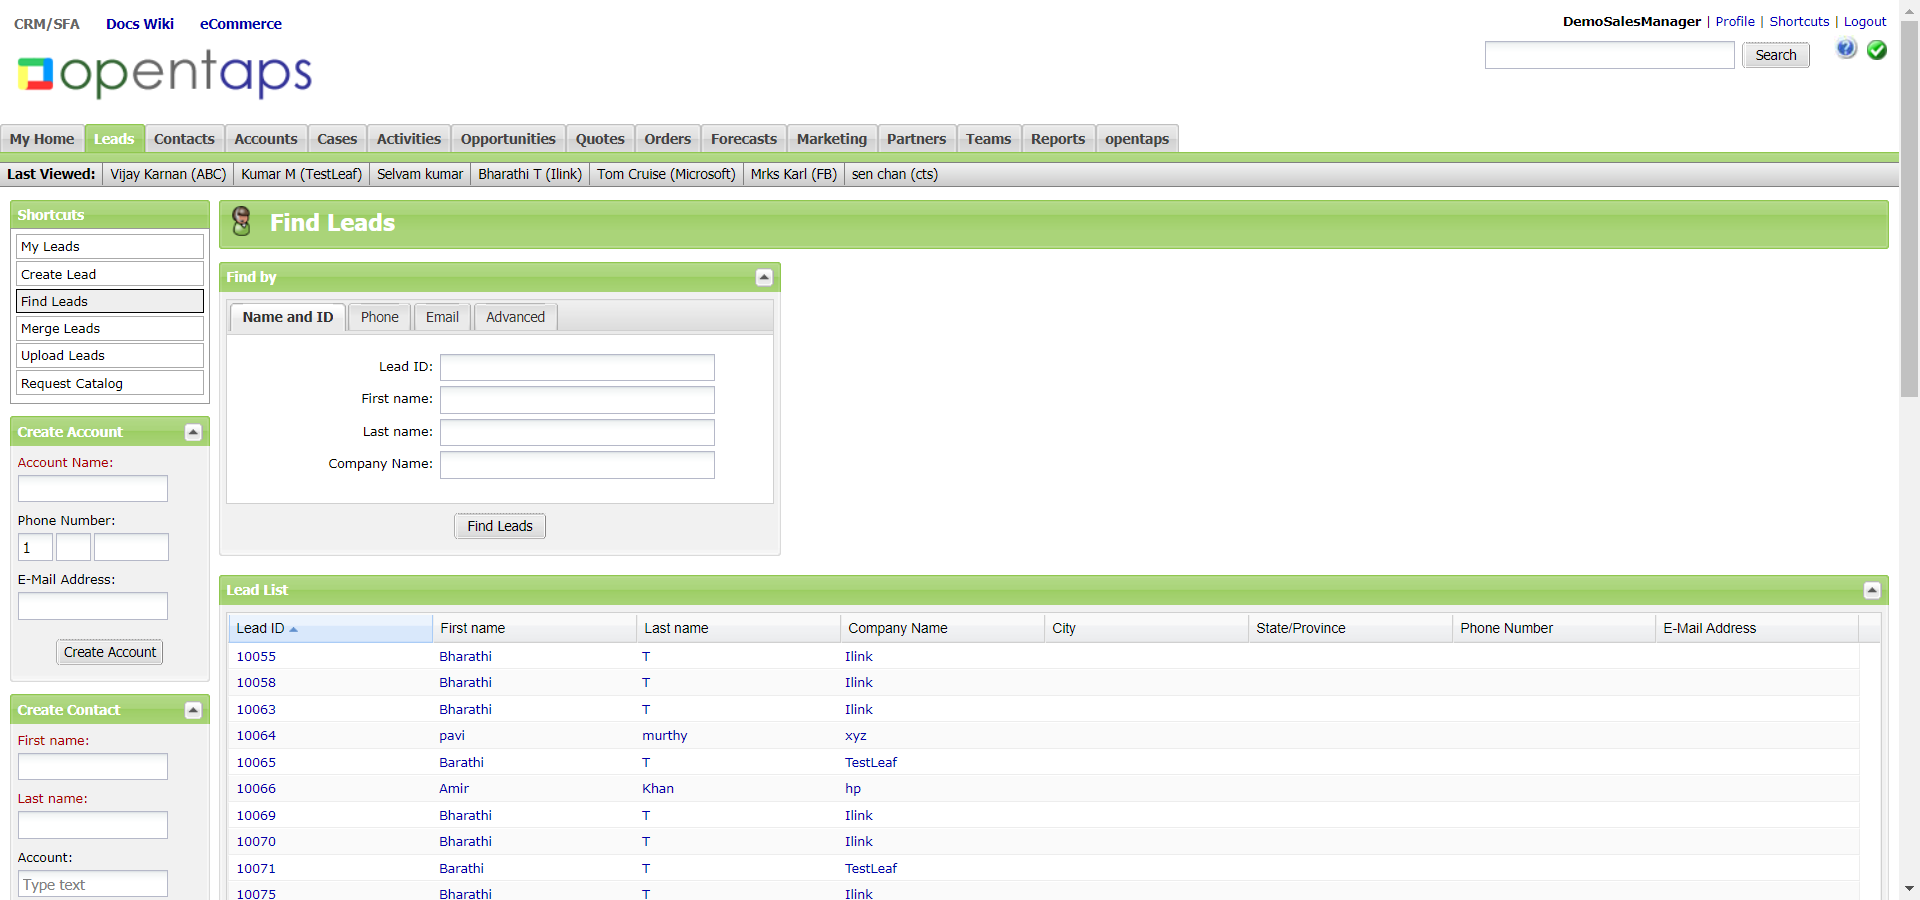 CRM/SFA Docs Wiki eCommerce
DemoSalesManager | Profile | Shortcuts | Logout
Search
opentaps
My Home Leads Contacts Accounts Cases Activities Opportunities Quotes Orders Forecasts Marketing Partners Teams Reports opentaps
Last Viewed: Vijay Karnan (ABC) Kumar M (TestLeaf) Selvam kumar Bharathi T (Ilink) Tom Cruise (Microsoft) Mrks Karl (FB) sen chan (cts)
Shortcuts
My Leads
Create Lead
Find Leads
Merge Leads
Upload Leads
Request Catalog
Create Account
Account Name:
Phone Number:
1
E-Mail Address:
Create Account
Create Contact
First name:
Last name:
Account:
Type text
Find Leads
Find by
Name and ID Phone Email Advanced
Lead ID:
First name:
Last name:
Company Name:
Find Leads
Lead List
Lead ID First name Last name Company Name City State/Province Phone Number E-Mail Address
10055 Bharathi T Ilink
10058 Bharathi T Ilink
10063 Bharathi T Ilink
10064 pavi murthy xyz
10065 Barathi T TestLeaf
10066 Amir Khan hp
10069 Bharathi T Ilink
10070 Bharathi T Ilink
10071 Barathi T TestLeaf
10075 Bharathi T Ilink